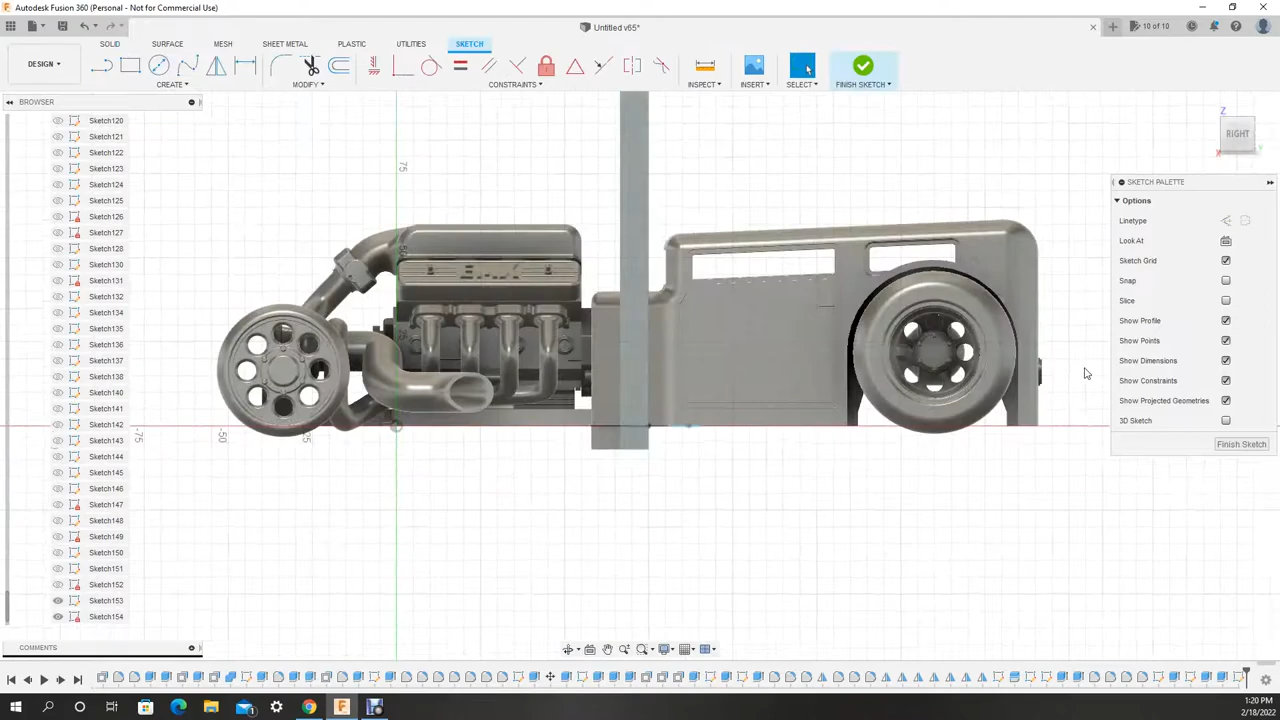 Autodesk Fusion 360 (Personal - Not for Commercial Use)
Untitled v65*
10 of 10
SOLID SURFACE MESH SHEET METAL PLASTIC UTILITIES SKETCH
DESIGN
CREATE MODIFY CONSTRAINTS INSPECT INSERT SELECT FINISH SKETCH
BROWSER
Sketch120
Sketch121
Sketch122
Sketch123
Sketch124
Sketch125
Sketch126
Sketch127
Sketch128
Sketch130
Sketch131
Sketch132
Sketch134
Sketch135
Sketch136
Sketch138
Sketch140
Sketch141
Sketch142
Sketch143
Sketch144
Sketch145
Sketch146
Sketch147
Sketch148
Sketch149
Sketch150
Sketch151
Sketch152
Sketch153
Sketch154
COMMENTS
75
50
-75
-50
Z
RIGHT
X
Y
SKETCH PALETTE
Options
Linetype
Look At
Sketch Grid
Snap
Slice
Show Profile
Show Points
Show Dimensions
Show Constraints
Show Projected Geometries
3D Sketch
Finish Sketch
1:20 PM
2/18/2022